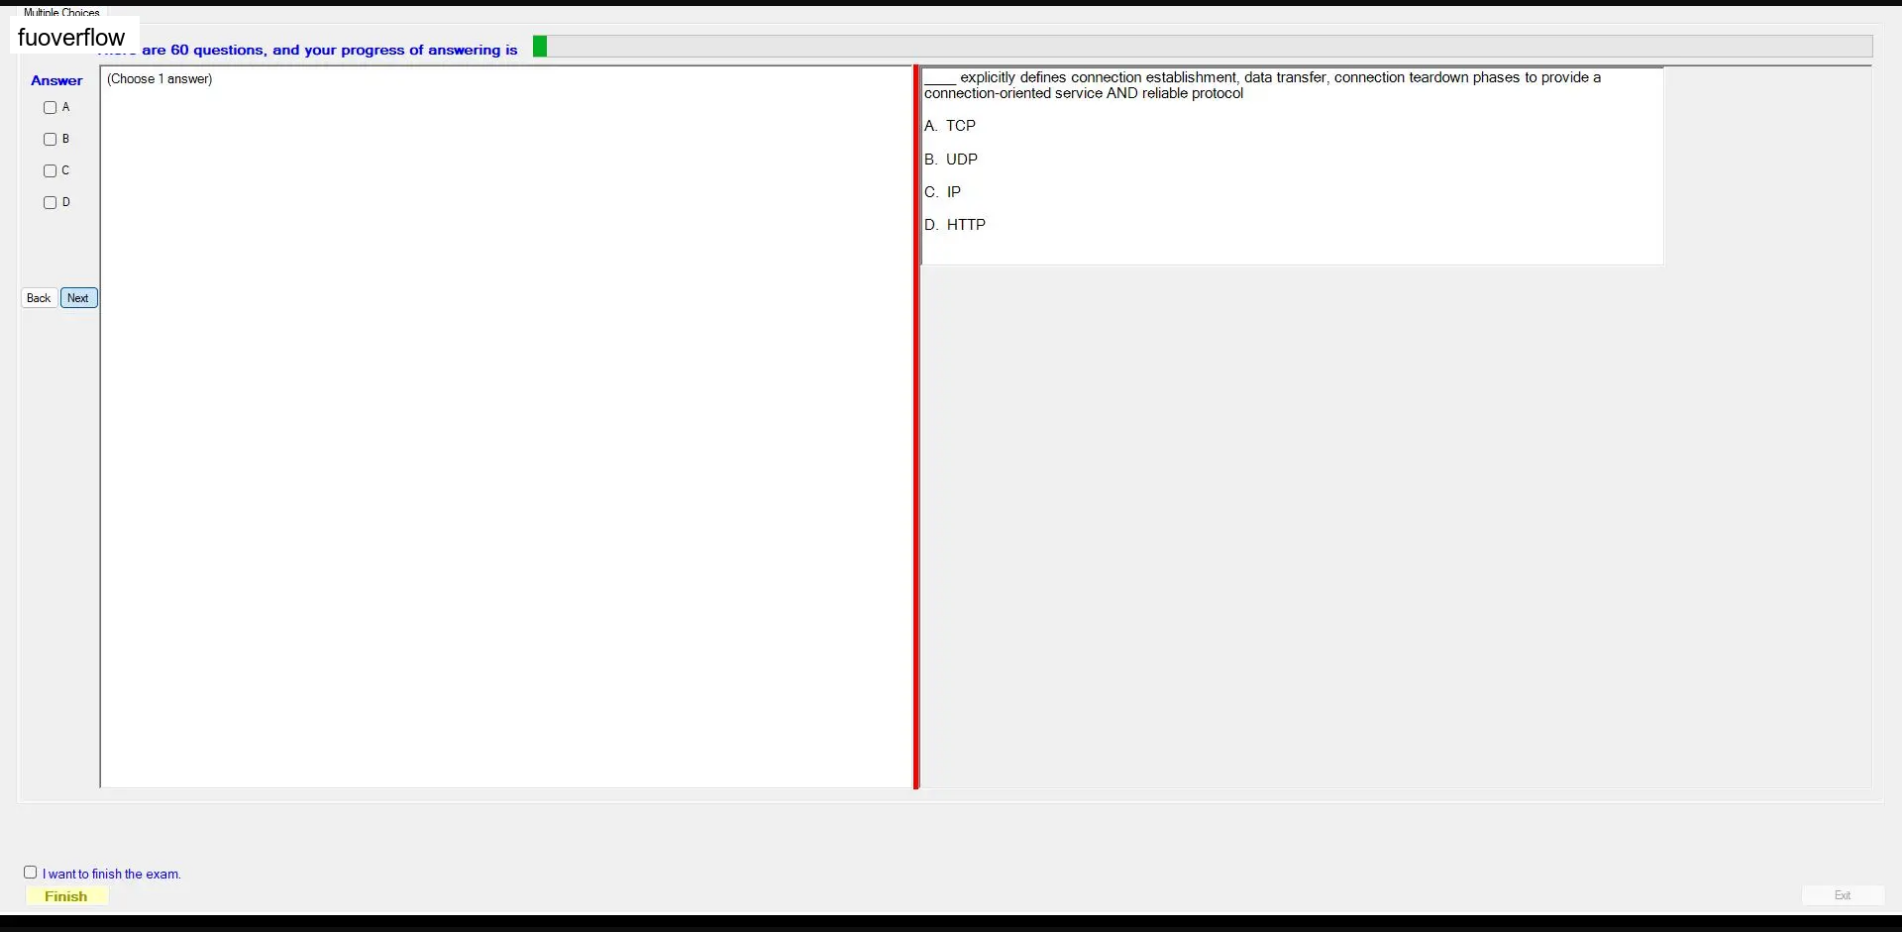 Multiple Choices
fuoverflow
are 60 questions, and your progress of answering is
Answer
(Choose 1 answer)
A
B
C
D
Back
Next
____ explicitly defines connection establishment, data transfer, connection teardown phases to provide a
connection-oriented service AND reliable protocol
A. TCP
B. UDP
C. IP
D. HTTP
I want to finish the exam.
Finish
Exit